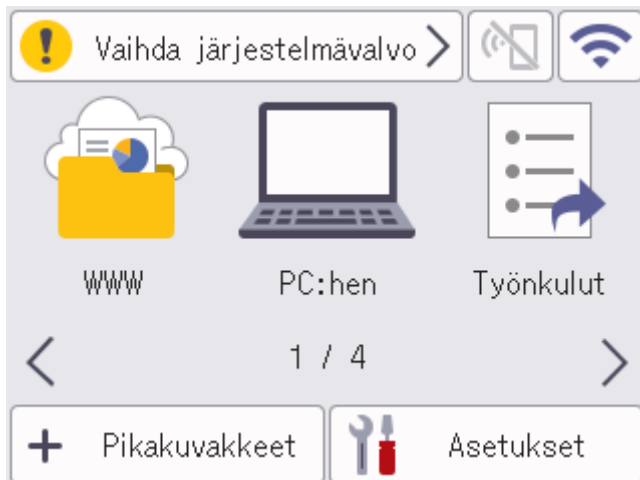 Vaihda järjestelmävalvo
WWW
PC:hen
Työnkulut
1 / 4
Pikakuvakkeet
Asetukset